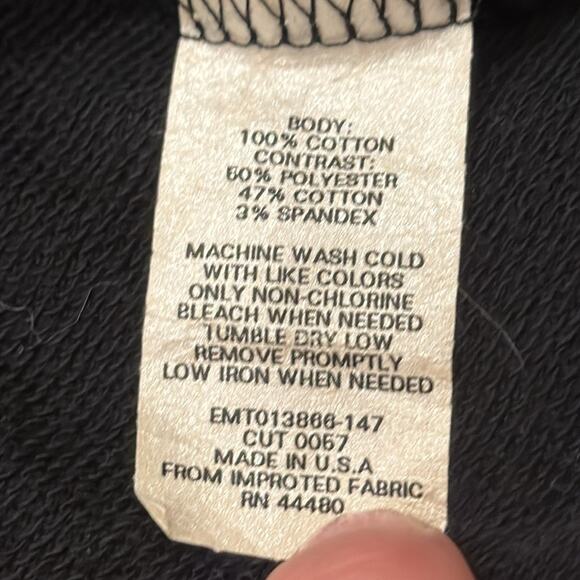 BODY:
100% COTTON
CONTRAST:
50% POLYESTER
47% COTTON
3% SPANDEX
MACHINE WASH COLD
WITH LIKE COLORS
ONLY NON-CHLORINE
BLEACH WHEN NEEDED
TUMBLE DRY LOW
REMOVE PROMPTLY
LOW IRON WHEN NEEDED
EMT013866-147
CUT 0057
MADE IN U.S.A
FROM IMPROTED FABRIC
RN 44480